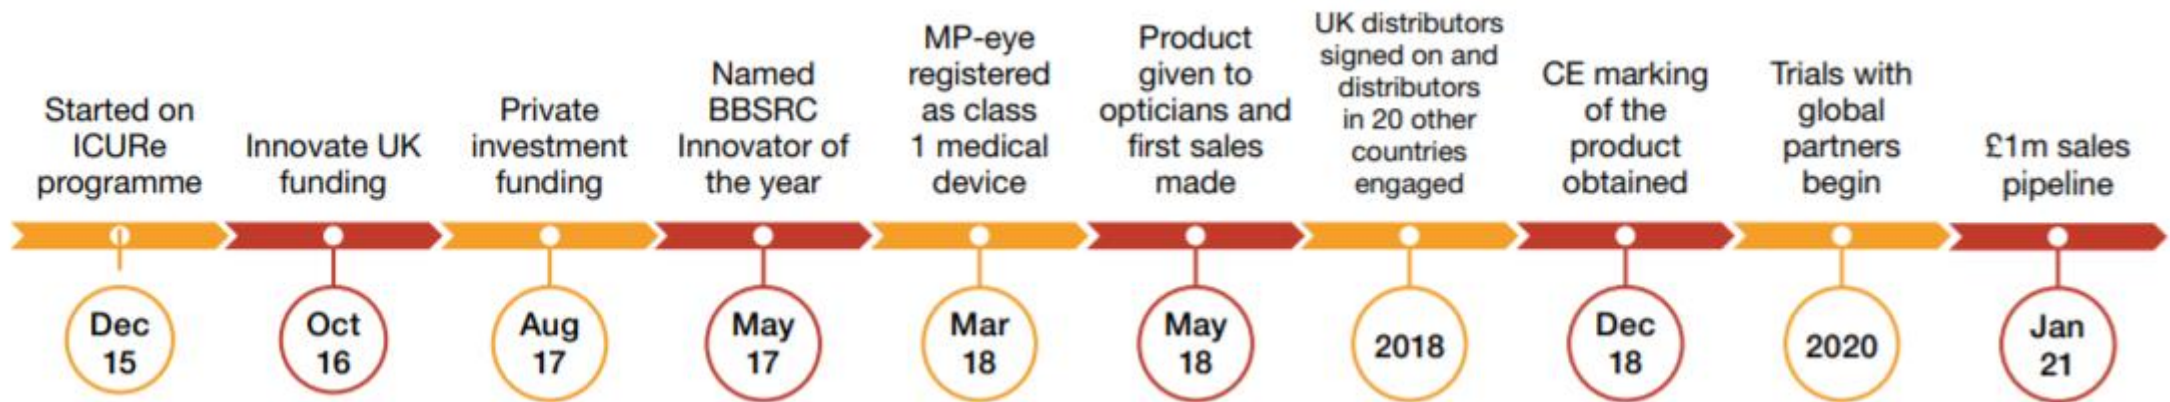 Started on
ICURe
programme
Innovate UK
funding
Private
investment
funding
Named
BBSRC
Innovator of
the year
MP-eye
registered
as class
1 medical
device
Product
given to
opticians and
first sales
made
UK distributors
signed on and
distributors
in 20 other
countries
engaged
CE marking
of the
product
obtained
Trials with
global
partners
begin
£1m sales
pipeline
Dec
15
Oct
16
Aug
17
May
17
Mar
18
May
18
2018
Dec
18
2020
Jan
21